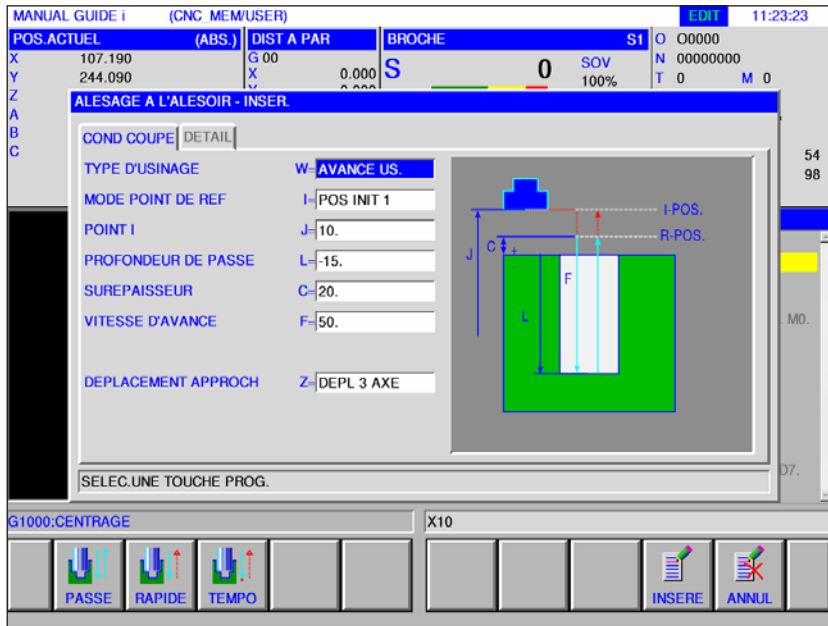 MANUAL GUIDE i (CNC_MEM/USER) EDIT 11:23:23
POS.ACTUEL (ABS.) DIST A PAR BROCHE S1 O O0000
X 107.190 G 00 S 0 SOV 100% N 00000000
Y 244.090 X 0.000 T 0 M 0
Z
A
B
C
54
98
ALESAGE A L'ALESOIR - INSER.
COND COUPE DETAIL
TYPE D'USINAGE W= AVANCE US.
MODE POINT DE REF I= POS INIT 1
POINT I J= 10.
PROFONDEUR DE PASSE L= -15.
SUREPAISSEUR C= 20.
VITESSE D'AVANCE F= 50.
DEPLACEMENT APPROCH Z= DEPL 3 AXE
I-POS.
R-POS.
J
C
+
-
F
L
M0.
D7.
SELEC.UNE TOUCHE PROG.
G1000:CENTRAGE X10
PASSE RAPIDE TEMPO INSERE ANNUL